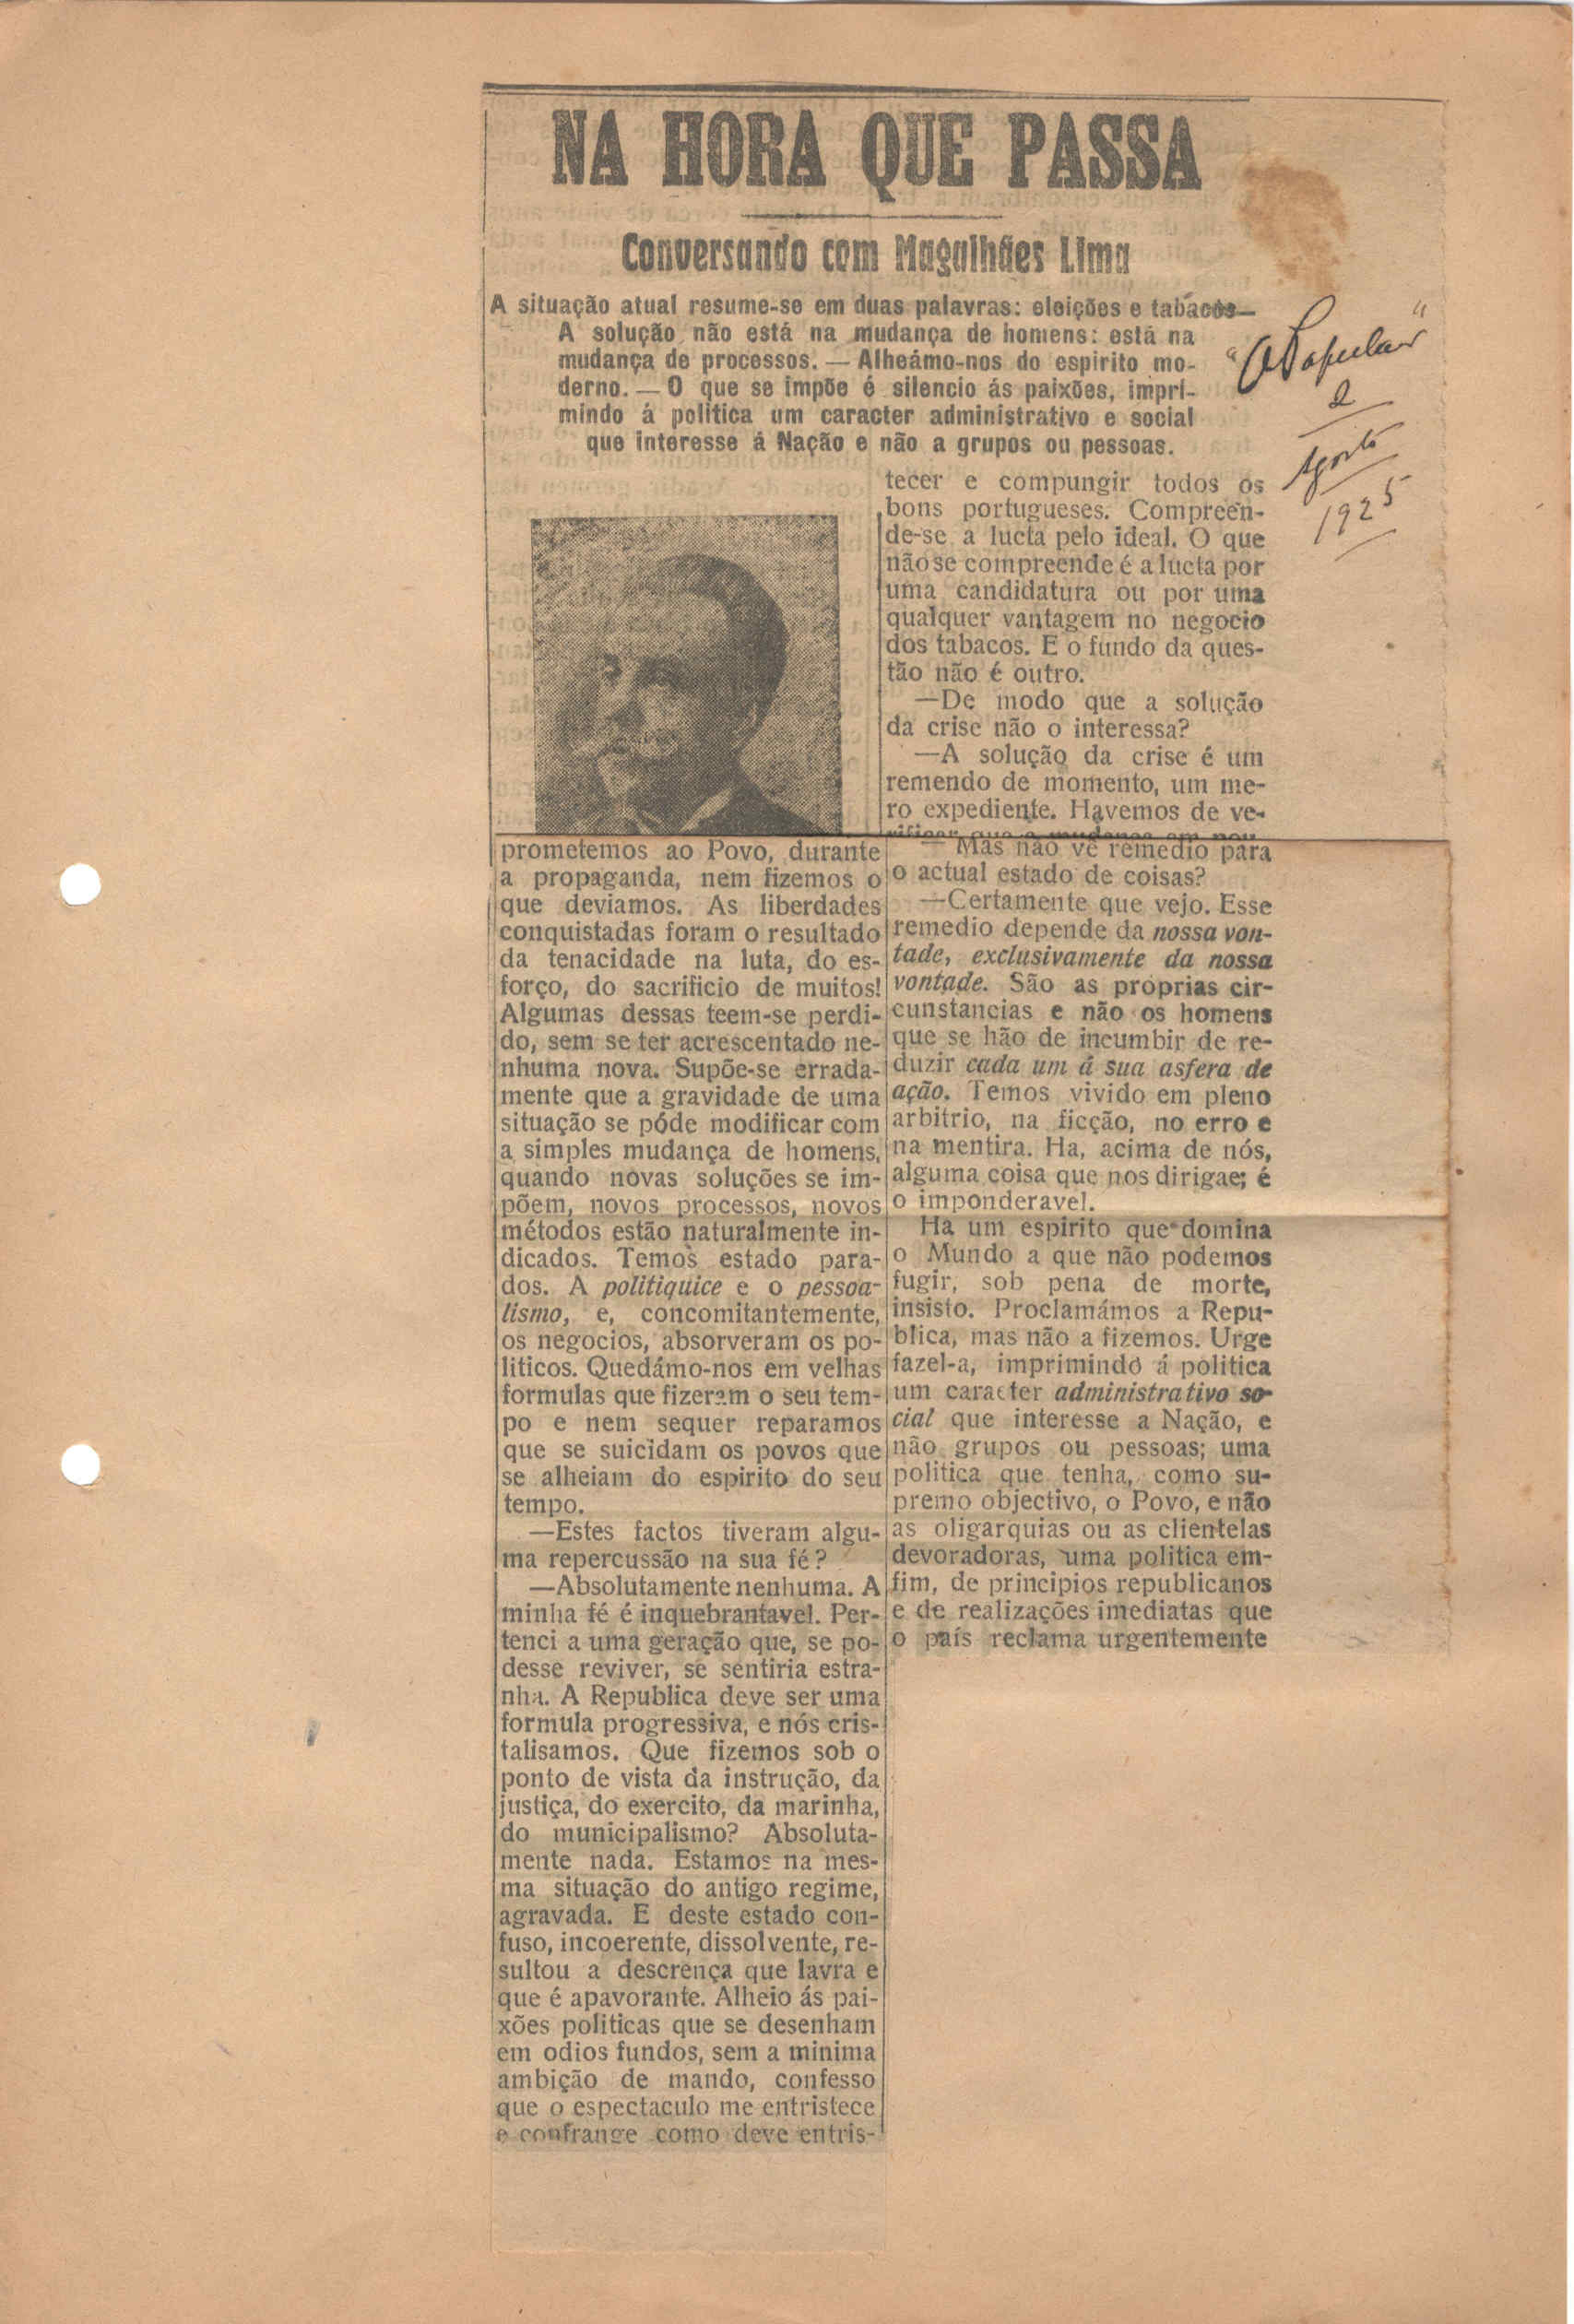 NA HORA QUE PASSA
Conversando com Magalhães Lima
A situação atual resume-se em duas palavras: eleições e tabacos—
A solução não está na mudança de homens: está na
mudança de processos. — Alheámo-nos do espirito mo-
derno. — O que se impõe é silencio ás paixões, impri-
mindo á politica um caracter administrativo e social
que interesse á Nação e não a grupos ou pessoas.
"O Popular"
2
Agosto
1925
prometemos ao Povo, durante
a propaganda, nem fizemos o
que deviamos. As liberdades
conquistadas foram o resultado
da tenacidade na luta, do es-
forço, do sacrificio de muitos!
Algumas dessas teem-se perdi-
do, sem se ter acrescentado ne-
nhuma nova. Supõe-se errada-
mente que a gravidade de uma
situação se póde modificar com
a simples mudança de homens,
quando novas soluções se im-
põem, novos processos, novos
métodos estão naturalmente in-
dicados. Temos estado para-
dos. A politiquice e o pessoa-
lismo, e, concomitantemente,
os negocios, absorveram os po-
liticos. Quedámo-nos em velhas
formulas que fizeram o seu tem-
po e nem sequer reparamos
que se suicidam os povos que
se alheiam do espirito do seu
tempo.
—Estes factos tiveram algu-
ma repercussão na sua fé?
—Absolutamente nenhuma. A
minha fé é inquebrantavel. Per-
tenci a uma geração que, se po-
desse reviver, se sentiria estra-
nha. A Republica deve ser uma
formula progressiva, e nós cris-
talisamos. Que fizemos sob o
ponto de vista da instrução, da
justiça, do exercito, da marinha,
do municipalismo? Absoluta-
mente nada. Estamos na mes-
ma situação do antigo regime,
agravada. E deste estado con-
fuso, incoerente, dissolvente, re-
sultou a descrença que lavra e
que é apavorante. Alheio ás pai-
xões politicas que se desenham
em odios fundos, sem a minima
ambição de mando, confesso
que o espectaculo me entristece
e confrange como deve entris-
tecer e compungir todos os
bons portugueses. Compreen-
de-se a lucta pelo ideal. O que
não se compreende é a lucta por
uma candidatura ou por uma
qualquer vantagem no negocio
dos tabacos. E o fundo da ques-
tão não é outro.
—De modo que a solução
da crise não o interessa?
—A solução da crise é um
remendo de momento, um me-
ro expediente. Havemos de ve-
rificar que a mudança em
— Mas não vê remedio para
o actual estado de coisas?
—Certamente que vejo. Esse
remedio depende da nossa von-
tade, exclusivamente da nossa
vontade. São as proprias cir-
cunstancias e não os homens
que se hão de incumbir de re-
duzir cada um á sua asfera de
ação. Temos vivido em pleno
arbitrio, na ficção, no erro e
na mentira. Ha, acima de nós,
alguma coisa que nos dirigae; é
o imponderavel.
Ha um espirito que domina
o Mundo a que não podemos
fugir, sob pena de morte,
insisto. Proclamámos a Repu-
blica, mas não a fizemos. Urge
fazel-a, imprimindo á politica
um caracter administrativo so-
cial que interesse a Nação, e
não grupos ou pessoas; uma
politica que tenha, como su-
premo objectivo, o Povo, e não
as oligarquias ou as clientelas
devoradoras, uma politica em-
fim, de principios republicanos
e de realizações imediatas que
o país reclama urgentemente